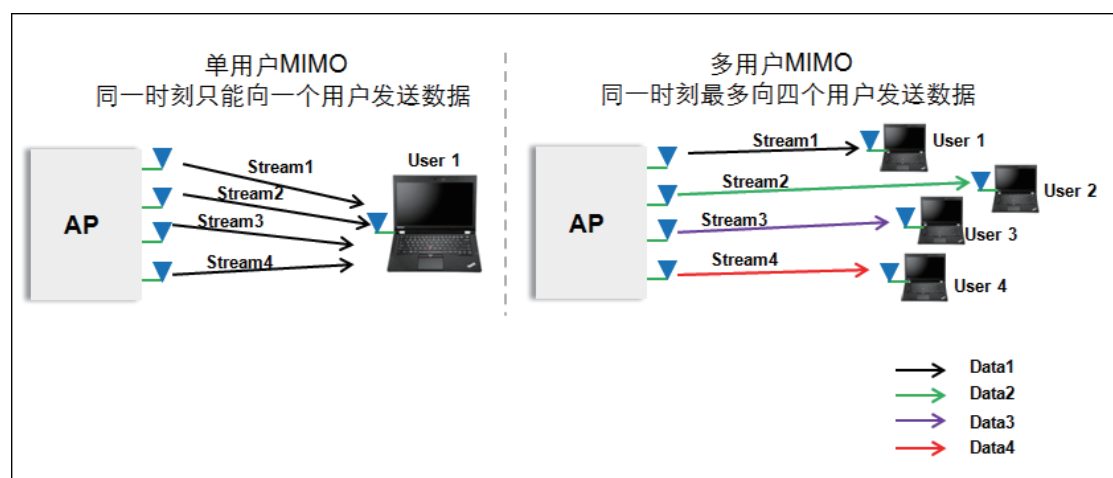 单用户MIMO
同一时刻只能向一个用户发送数据
AP
Stream1
Stream2
Stream3
Stream4
User 1
多用户MIMO
同一时刻最多向四个用户发送数据
AP
Stream1
Stream2
Stream3
Stream4
User 1
User 2
User 3
User 4
Data1
Data2
Data3
Data4